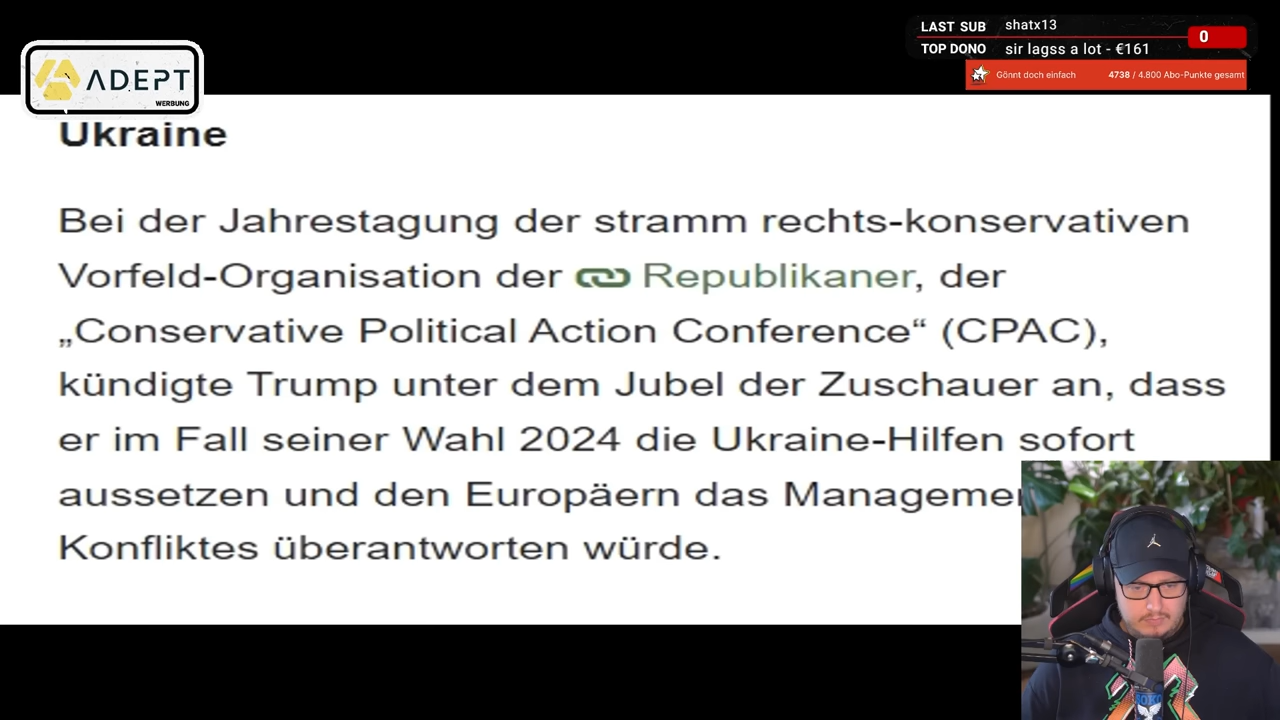 LAST SUB shatx13
TOP DONO sir lagss a lot - €161
0
Gönnt doch einfach 4738 / 4.800 Abo-Punkte gesamt
ADEPT
WERBUNG
Ukraine
Bei der Jahrestagung der stramm rechts-konservativen
Vorfeld-Organisation der Republikaner, der
„Conservative Political Action Conference“ (CPAC),
kündigte Trump unter dem Jubel der Zuschauer an, dass
er im Fall seiner Wahl 2024 die Ukraine-Hilfen sofort
aussetzen und den Europäern das
Konfliktes überantworten würde.